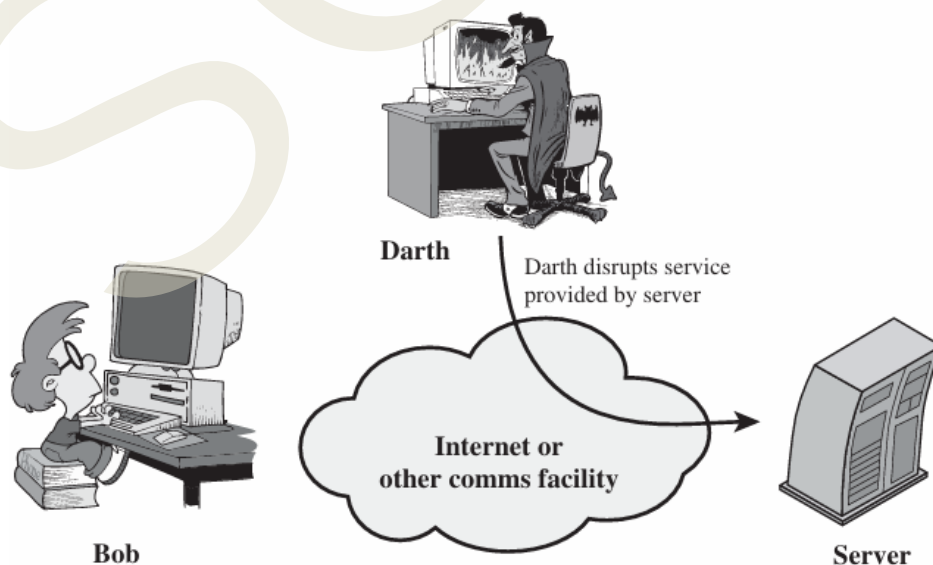 Darth
Darth disrupts service
provided by server
Internet or
other comms facility
Bob
Server